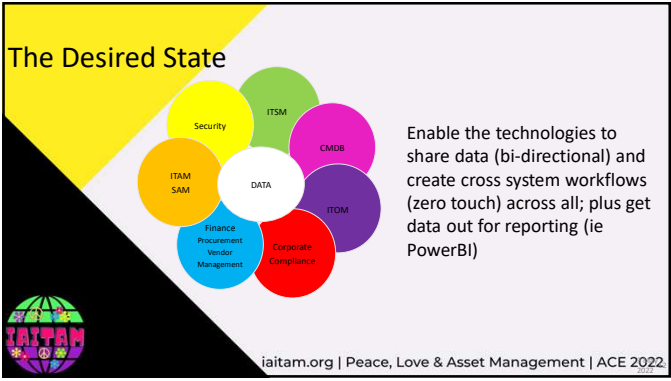 The Desired State
ITSM
Security
CMDB
ITAM
SAM
DATA
ITOM
Finance
Procurement
Vendor
Management
Corporate
Compliance
Enable the technologies to
share data (bi-directional) and
create cross system workflows
(zero touch) across all; plus get
data out for reporting (ie
PowerBI)
IAITAM
iaitam.org | Peace, Love & Asset Management | ACE 2022
2022